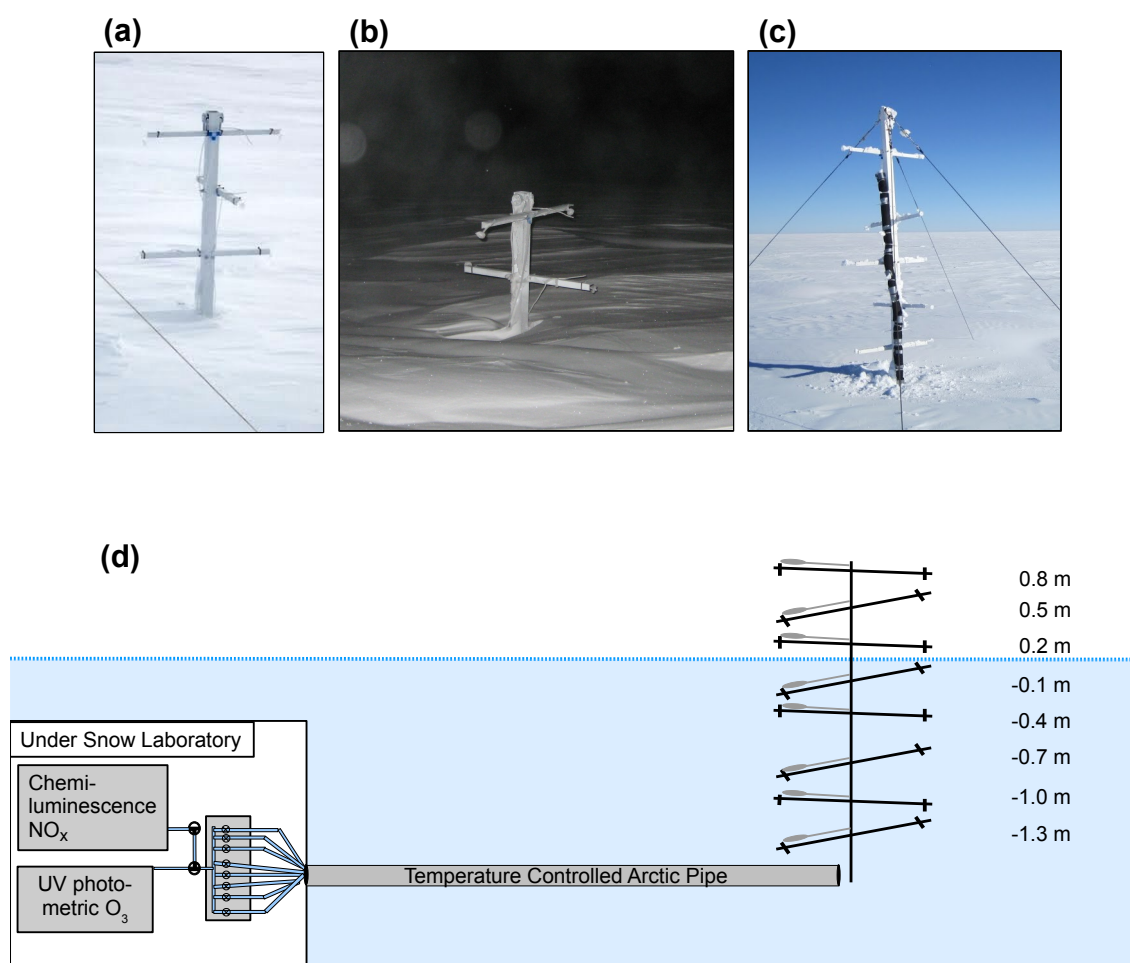 (a)
(b)
(c)
(d)
0.8 m
0.5 m
0.2 m
-0.1 m
-0.4 m
-0.7 m
-1.0 m
-1.3 m
Under Snow Laboratory
Chemi-
luminescence
NOx
UV photo-
metric O3
Temperature Controlled Arctic Pipe